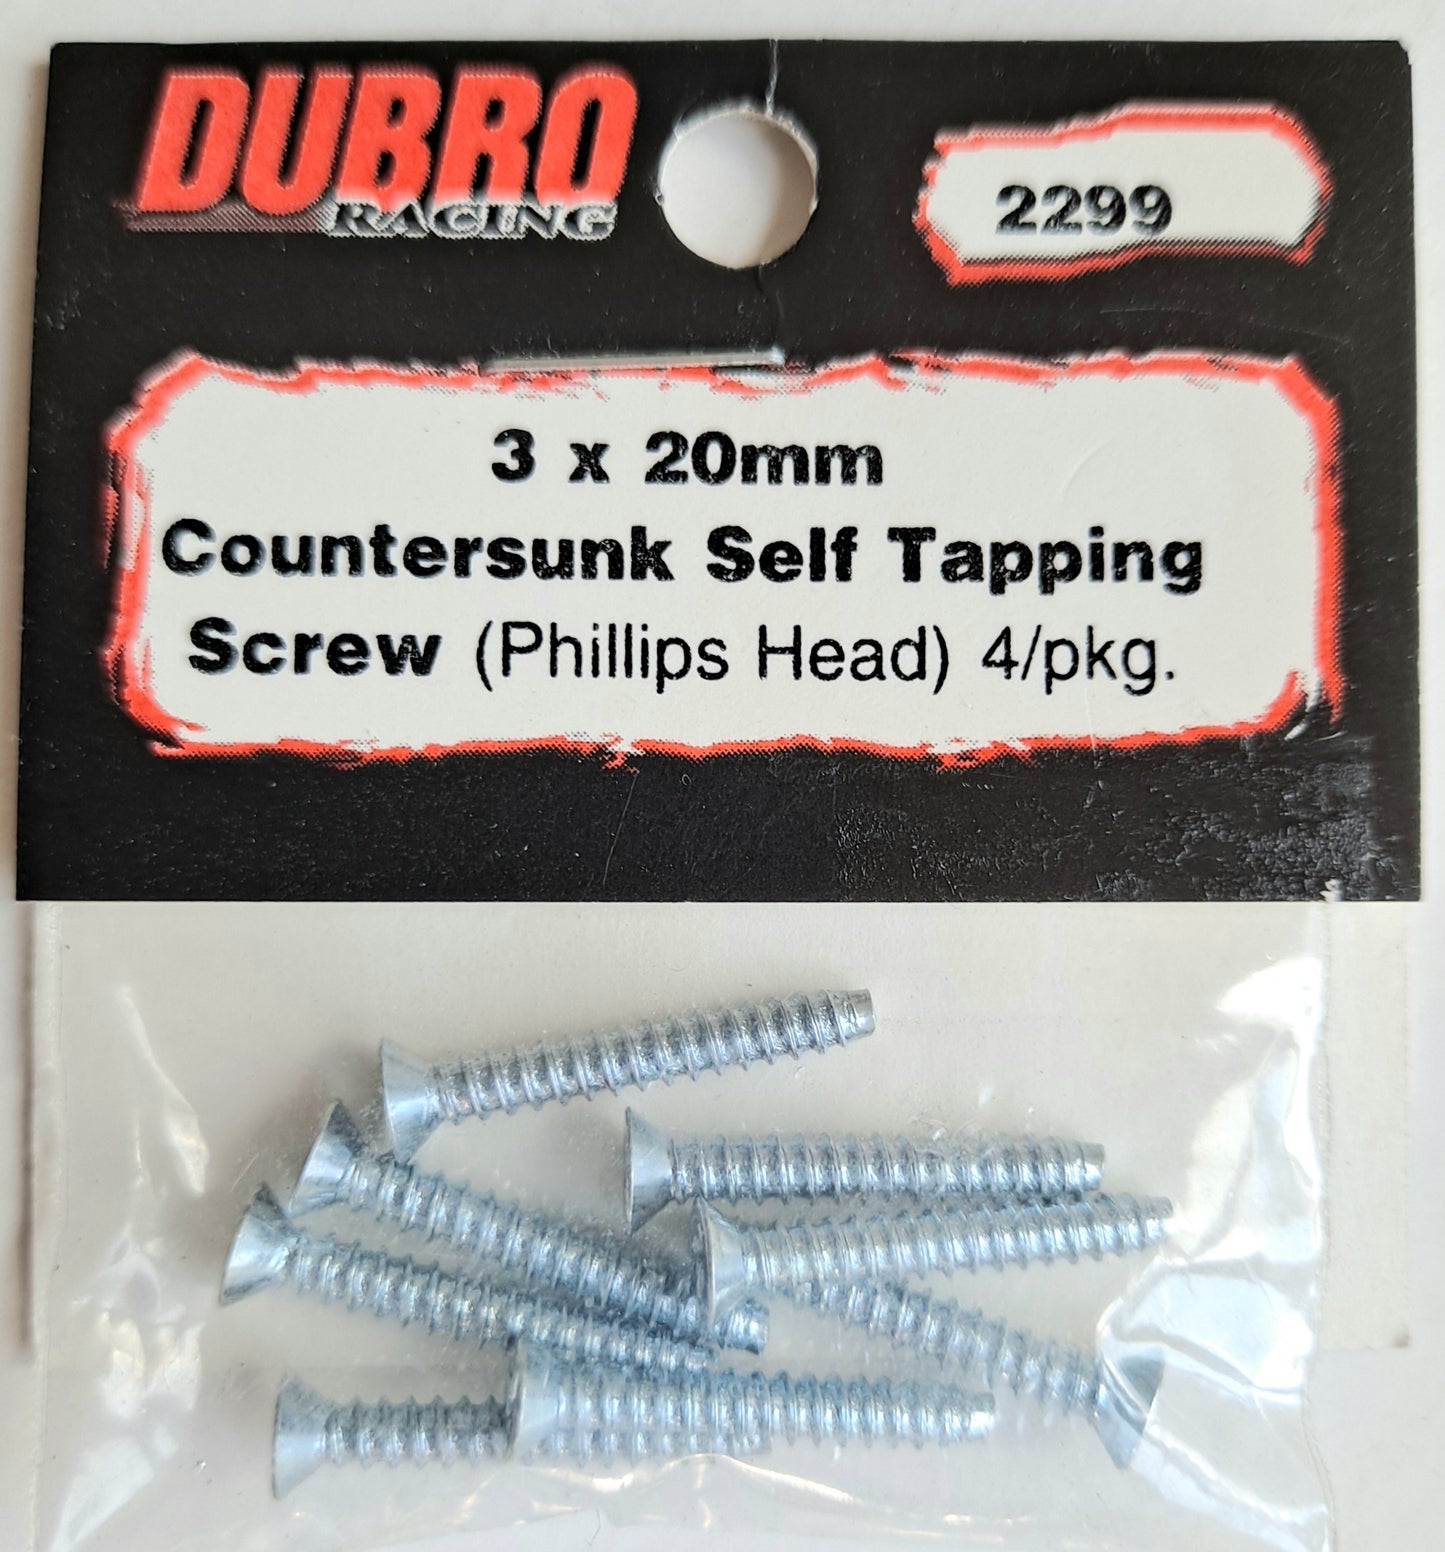 DUBRO
RACING
2299
3 x 20mm
Countersunk Self Tapping
Screw (Phillips Head) 4/pkg.